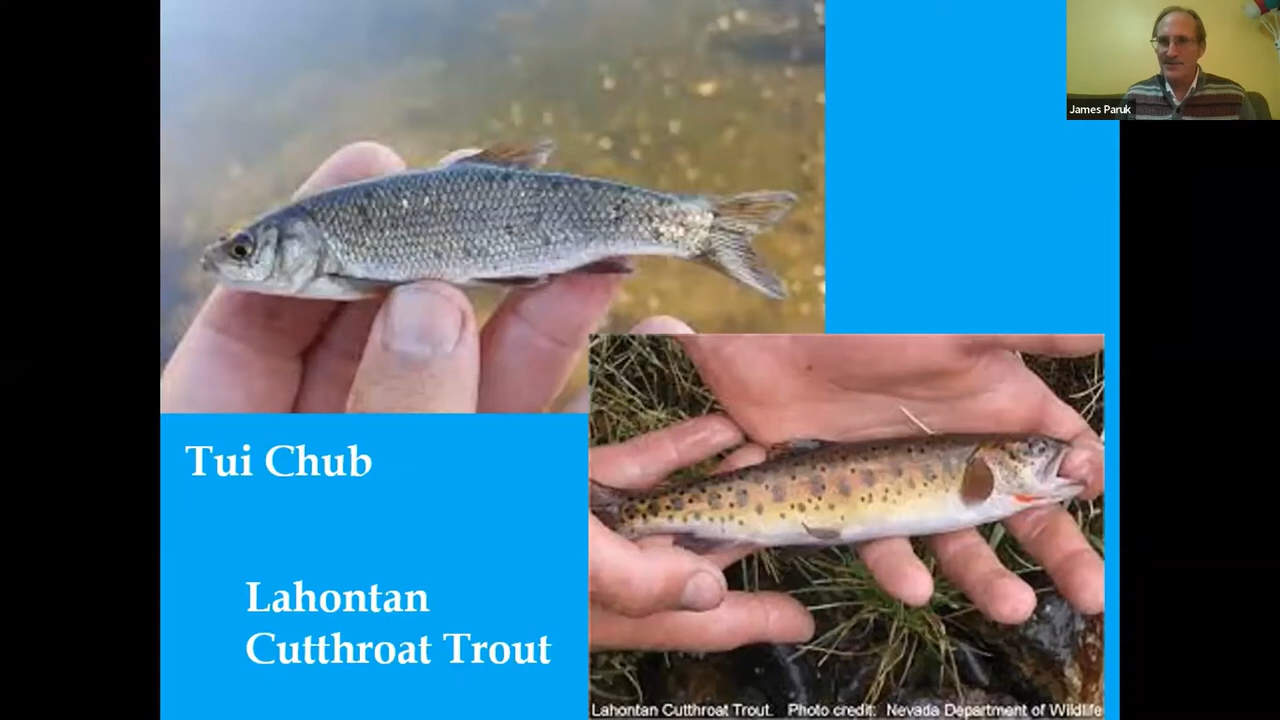 James Paruk
Tui Chub
Lahontan
Cutthroat Trout
Lahontan Cutthroat Trout. Photo credit: Nevada Department of Wildlife